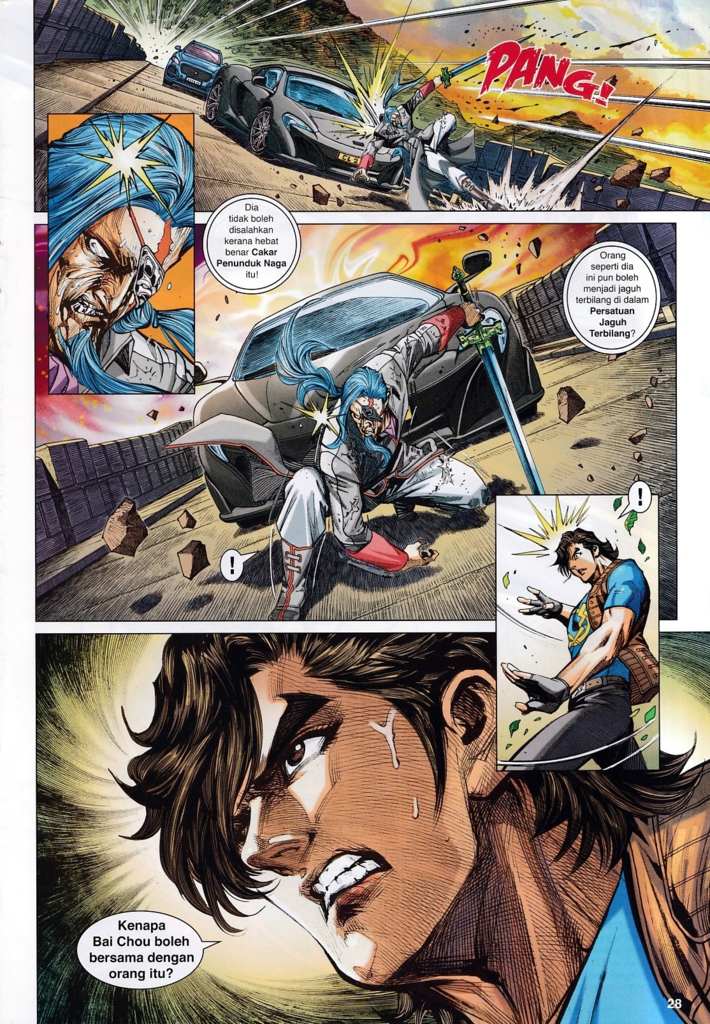 PANG!
Dia
tidak boleh
disalahkan
kerana hebat
benar Cakar
Penunduk Naga
itu!
Orang
seperti dia
ini pun boleh
menjadi jaguh
terbilang di dalam
Persatuan
Jaguh
Terbilang?
!
!
Kenapa
Bai Chou boleh
bersama dengan
orang itu?
28